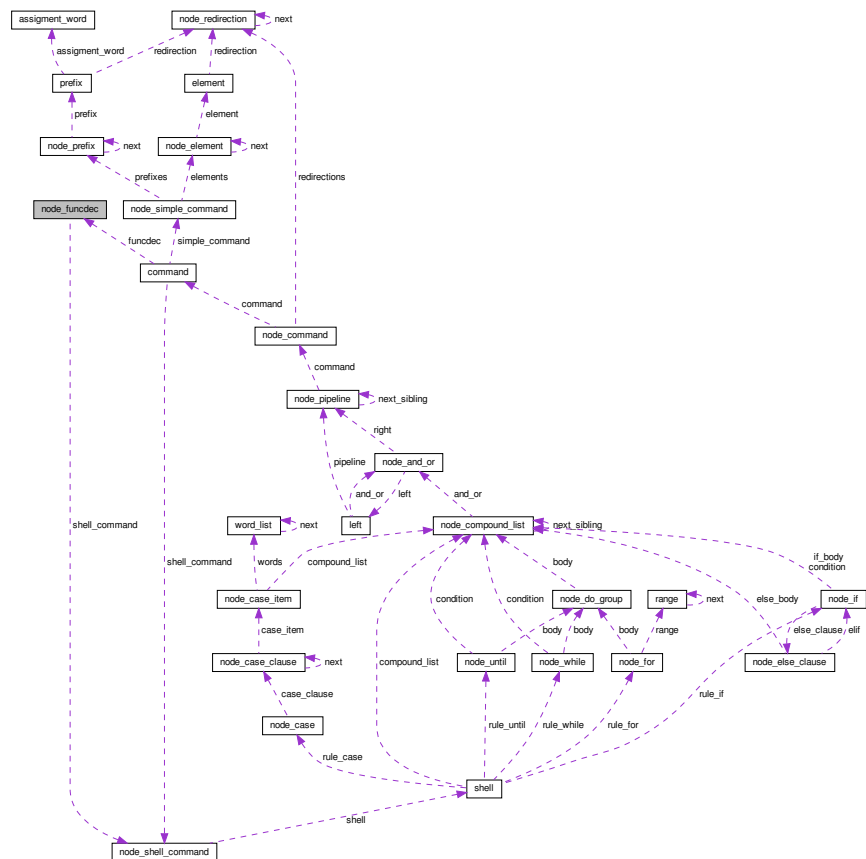 assigment_word
node_redirection
next
assigment_word
redirection
redirection
prefix
element
prefix
element
node_prefix
next
node_element
next
prefixes
elements
redirections
node_funcdec
node_simple_command
funcdec
simple_command
command
command
node_command
command
node_pipeline
next_sibling
right
pipeline
node_and_or
and_or
left
and_or
shell_command
shell_command
word_list
next
left
node_compound_list
next_sibling
words
compound_list
if_body
condition
body
node_case_item
condition
condition
node_do_group
range
next
else_body
node_if
case_item
body
body
body
range
else_clause
elif
node_case_clause
next
compound_list
node_until
node_while
node_for
node_else_clause
case_clause
rule_if
node_case
rule_until
rule_while
rule_for
rule_case
shell
shell
node_shell_command